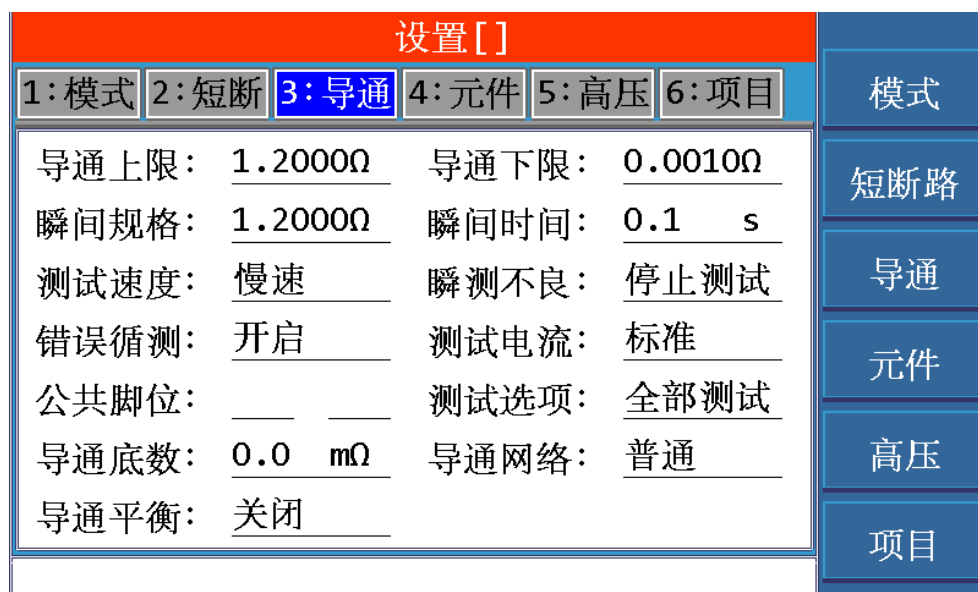 设置[]
1:模式 2:短断 3:导通 4:元件 5:高压 6:项目
导通上限: 1.2000Ω 导通下限: 0.0010Ω
瞬间规格: 1.2000Ω 瞬间时间: 0.1 s
测试速度: 慢速 瞬测不良: 停止测试
错误循测: 开启 测试电流: 标准
公共脚位: 测试选项: 全部测试
导通底数: 0.0 mΩ 导通网络: 普通
导通平衡: 关闭
模式
短断路
导通
元件
高压
项目